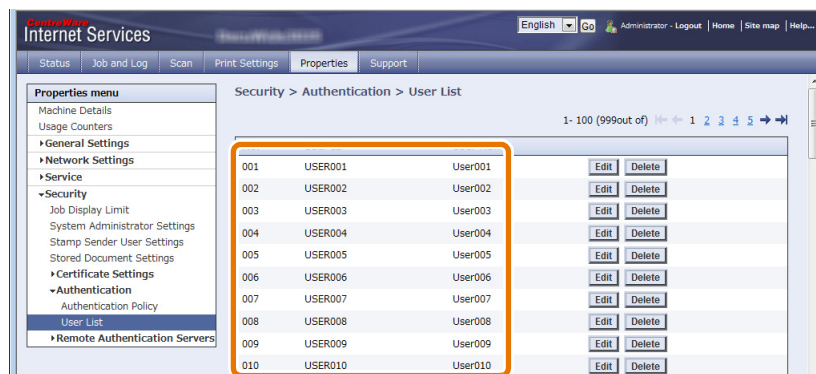 CentreWare
Internet Services
English Go Administrator - Logout | Home | Site map | Help...
Status Job and Log Scan Print Settings Properties Support
Properties menu
Machine Details
Usage Counters
General Settings
Network Settings
Service
Security
Job Display Limit
System Administrator Settings
Stamp Sender User Settings
Stored Document Settings
Certificate Settings
Authentication
Authentication Policy
User List
Remote Authentication Servers
Security > Authentication > User List
1- 100 (999out of) 1 2 3 4 5
001 USER001 User001 Edit Delete
002 USER002 User002 Edit Delete
003 USER003 User003 Edit Delete
004 USER004 User004 Edit Delete
005 USER005 User005 Edit Delete
006 USER006 User006 Edit Delete
007 USER007 User007 Edit Delete
008 USER008 User008 Edit Delete
009 USER009 User009 Edit Delete
010 USER010 User010 Edit Delete